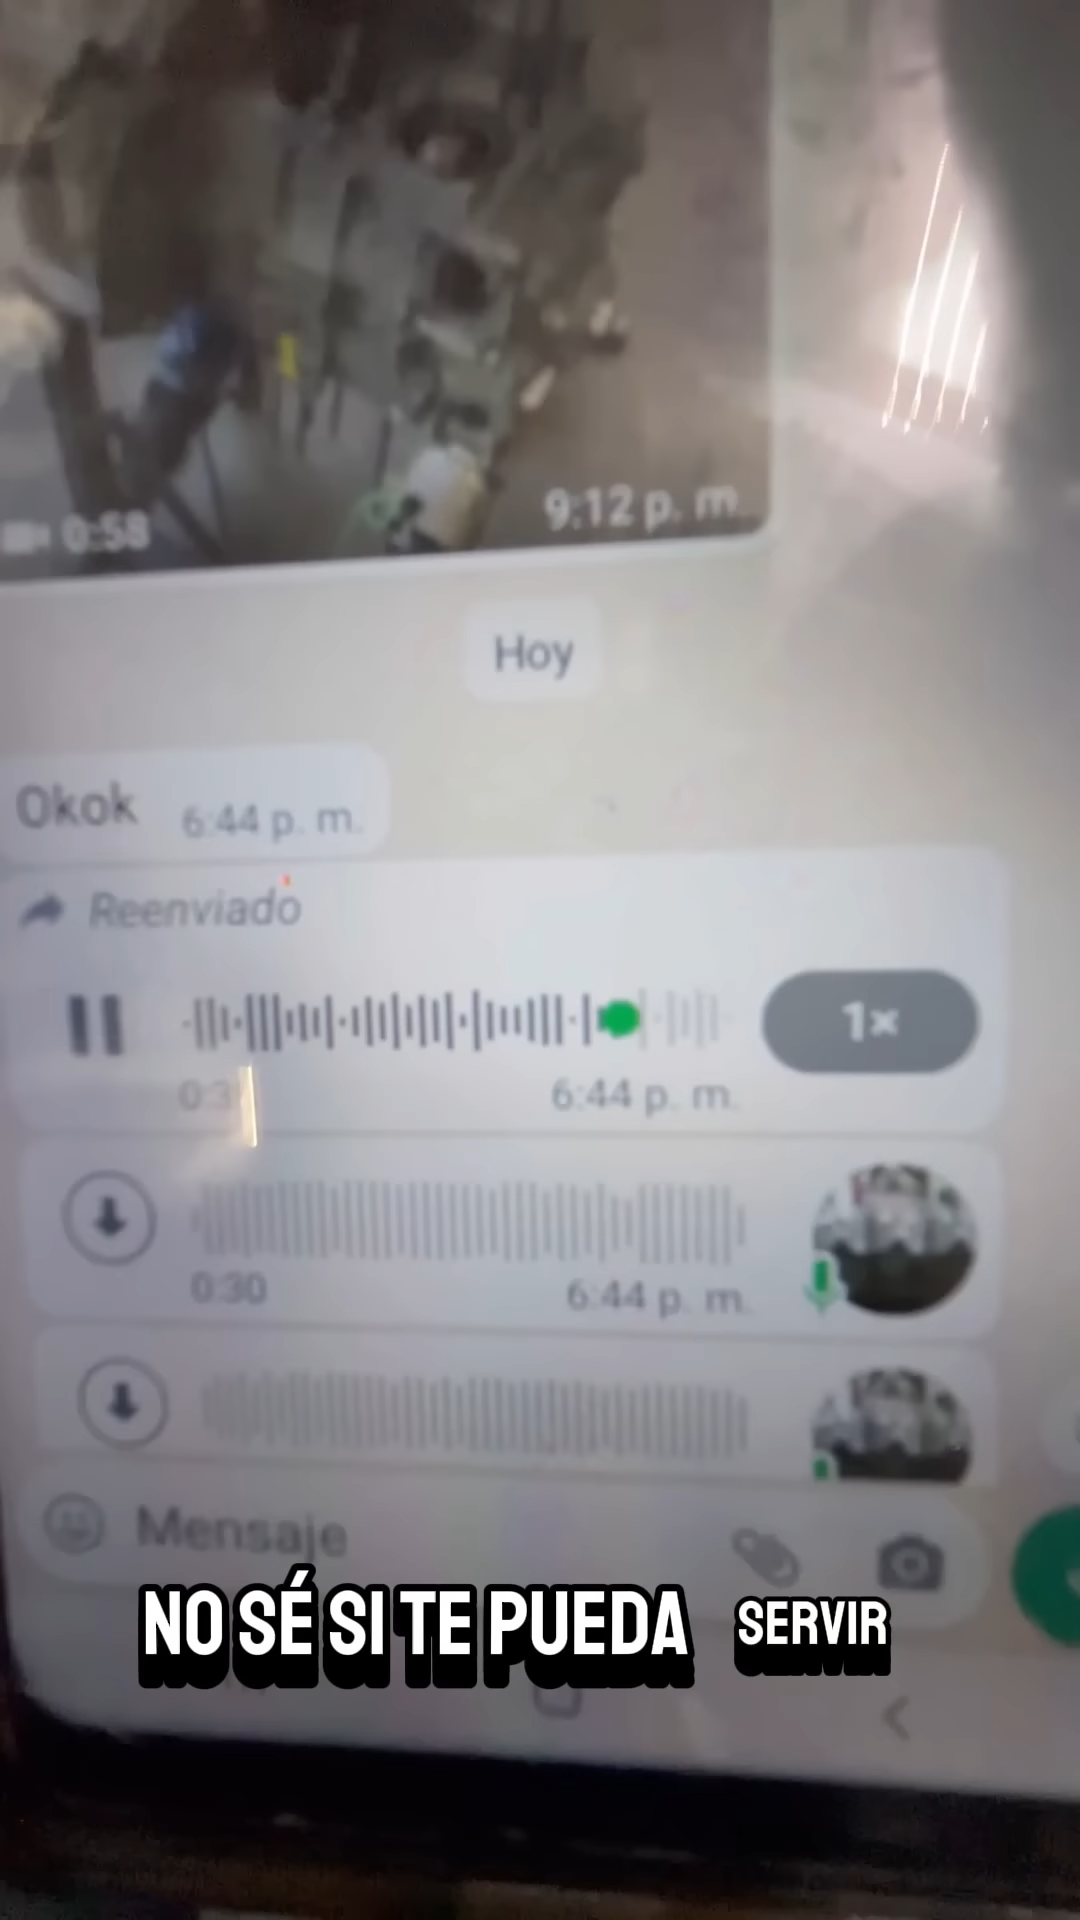 0:58
9:12 p. m.
Hoy
Okok 6:44 p. m.
Reenviado
1x
6:44 p. m.
0:30 6:44 p. m.
Mensaje
NO SÉ SI TE PUEDA SERVIR